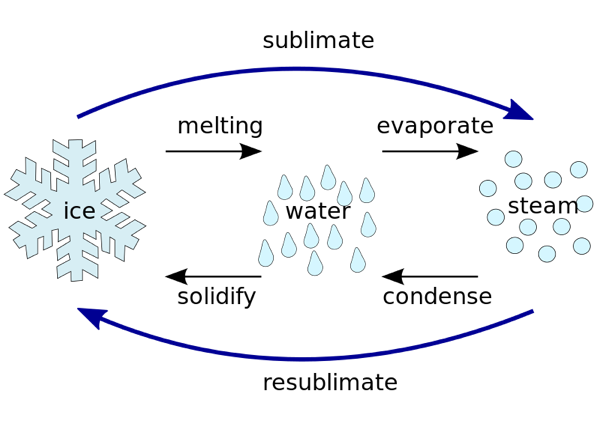 sublimate
melting
evaporate
ice
water
steam
solidify
condense
resublimate